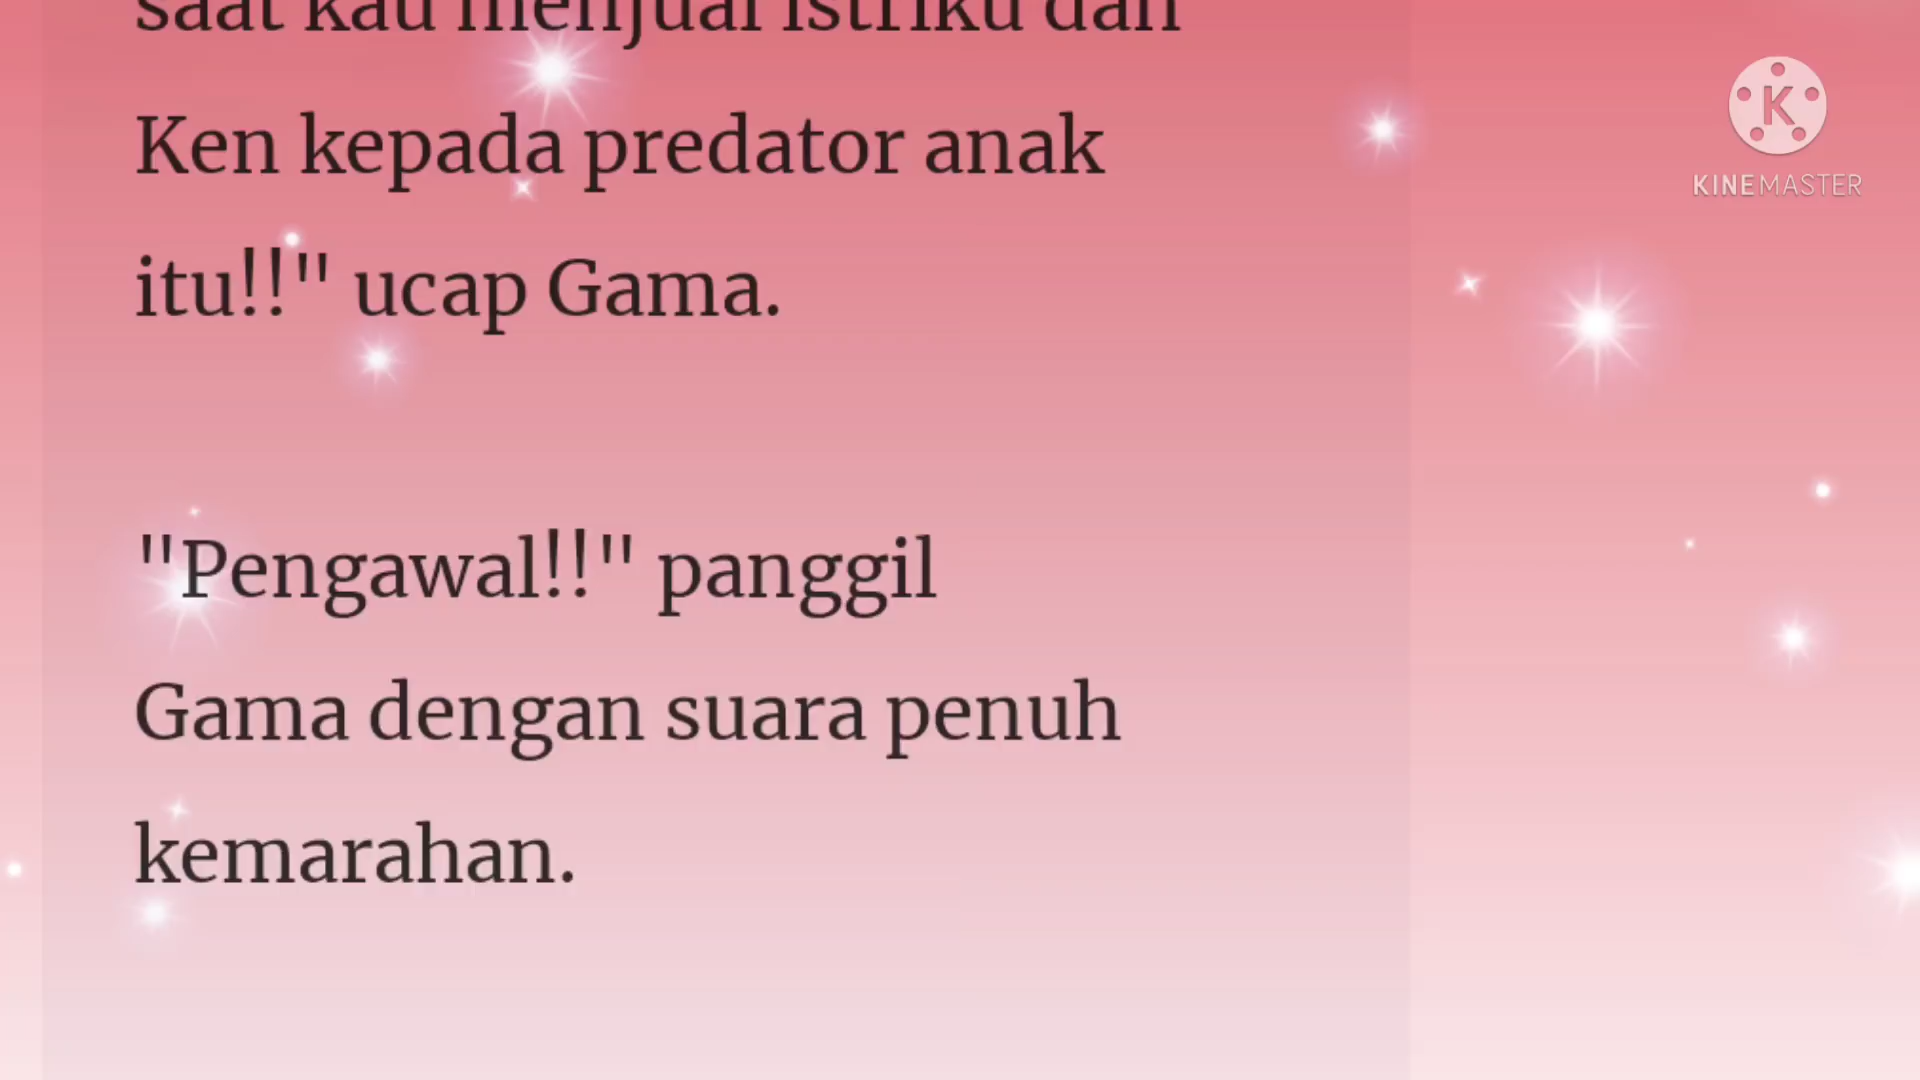 saat kau menjual istriku dan
Ken kepada predator anak
itu!!" ucap Gama.
"Pengawal!!" panggil
Gama dengan suara penuh
kemarahan.
K
KINEMASTER